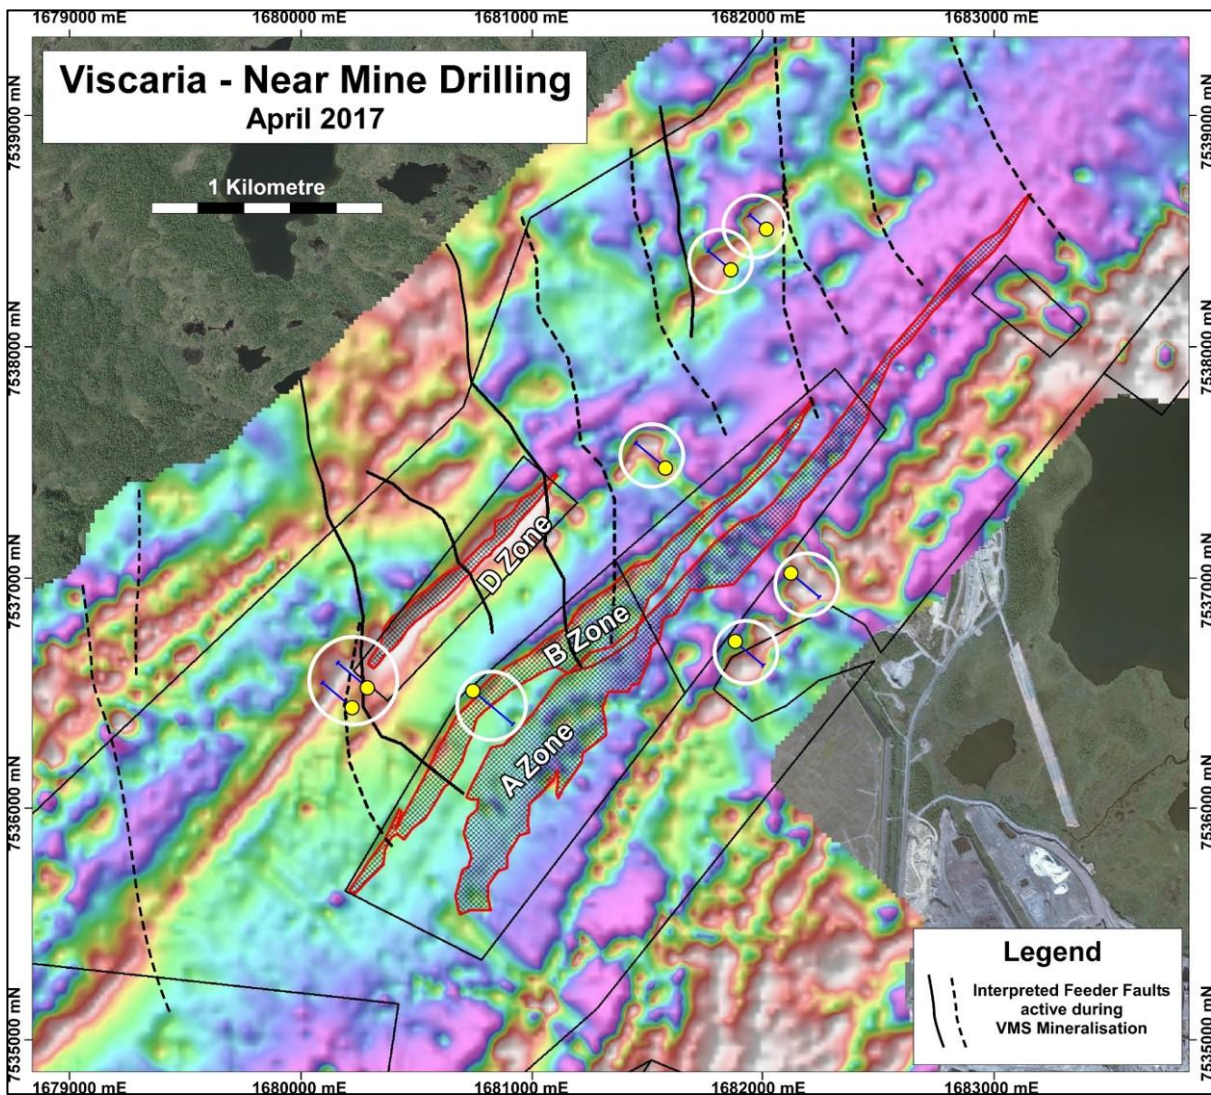 1679000 mE
1680000 mE
1681000 mE
1682000 mE
1683000 mE
Viscaria - Near Mine Drilling
April 2017
1 Kilometre
7539000 mN
7539000 mN
7538000 mN
7538000 mN
7537000 mN
7537000 mN
7536000 mN
7536000 mN
7535000 mN
7535000 mN
D Zone
B Zone
A Zone
Legend
Interpreted Feeder Faults
active during
VMS Mineralisation
1679000 mE
1680000 mE
1681000 mE
1682000 mE
1683000 mE